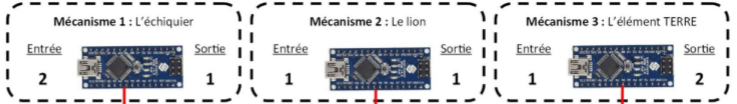 Mécanisme 1 : L'échiquier
Entrée Sortie
2 1
Mécanisme 2 : Le lion
Entrée Sortie
1 1
Mécanisme 3 : L'élément TERRE
Entrée Sortie
1 2